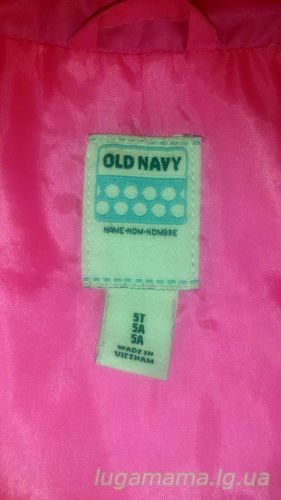 OLD NAVY
NAME•NOM•NOMBRE
5T
5A
5A
MADE IN
VIETNAM
lugamama.lg.ua